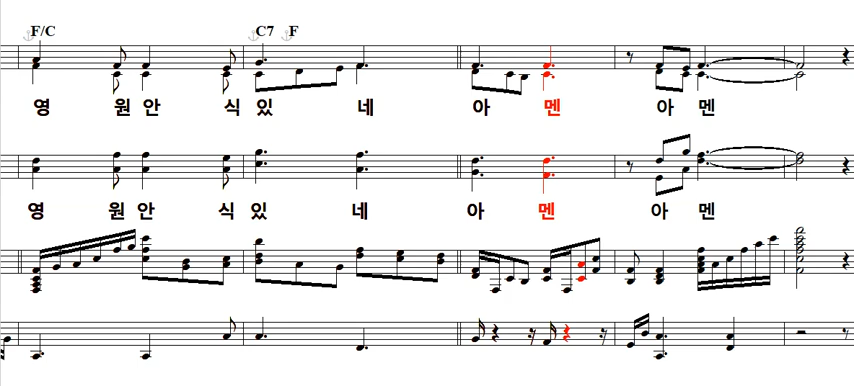 F/C C7 F
영 원 안 식 있 네 아 멘 아 멘
영 원 안 식 있 네 아 멘 아 멘